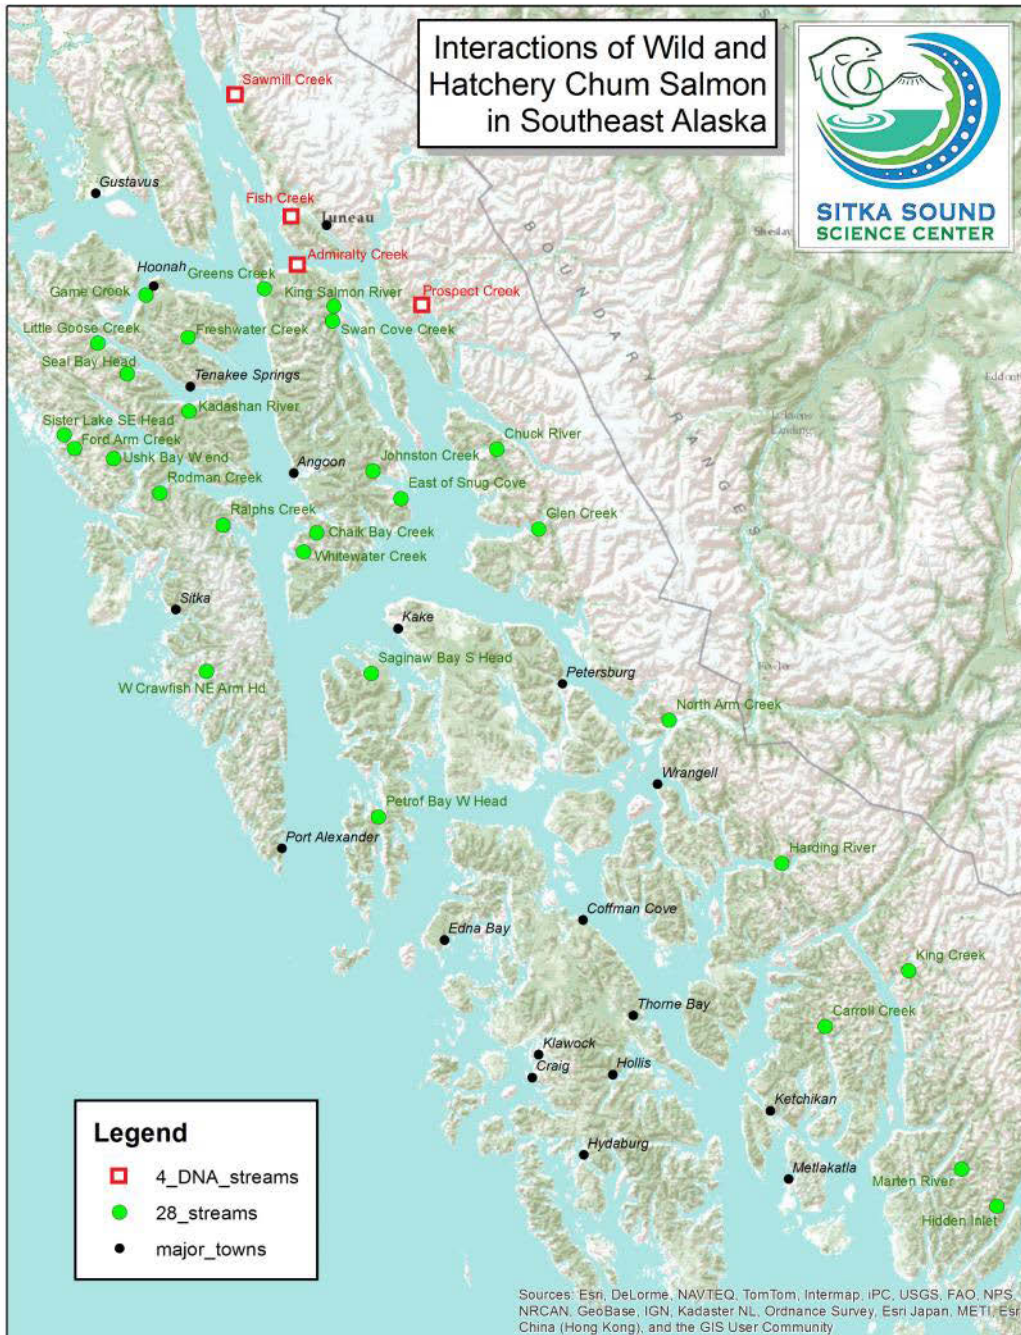 Interactions of Wild and
Hatchery Chum Salmon
in Southeast Alaska
SITKA SOUND
SCIENCE CENTER
Sawmill Creek
Gustavus
Fish Creek
Juneau
Admiralty Creek
Hoonah
Greens Creek
Game Creek
King Salmon River
Prospect Creek
Little Goose Creek
Freshwater Creek
Swan Cove Creek
Seal Bay Head
Tenakee Springs
Kadashan River
Sister Lake SE Head
Ford Arm Creek
Ushk Bay W end
Rodman Creek
Angoon
Johnston Creek
Chuck River
East of Snug Cove
Ralphs Creek
Chaik Bay Creek
Glen Creek
Whitewater Creek
BOUNDARY RANGES
Sitka
Kake
Saginaw Bay S Head
Petersburg
W Crawfish NE Arm Hd
North Arm Creek
Wrangell
Petrof Bay W Head
Port Alexander
Harding River
Coffman Cove
Edna Bay
King Creek
Thorne Bay
Carroll Creek
Klawock
Craig
Hollis
Ketchikan
Hydaburg
Metlakatla
Marten River
Hidden Inlet
Legend
4_DNA_streams
28_streams
major_towns
Sources: Esri, DeLorme, NAVTEQ, TomTom, Intermap, iPC, USGS, FAO, NPS,
NRCAN, GeoBase, IGN, Kadaster NL, Ordnance Survey, Esri Japan, METI, Esri
China (Hong Kong), and the GIS User Community